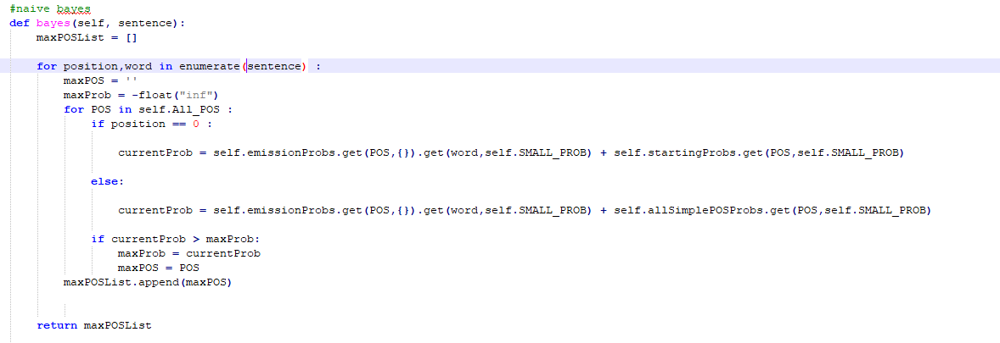 #naive bayes
def bayes(self, sentence):
    maxPOSList = []
    for position,word in enumerate(sentence) :
        maxPOS = ''
        maxProb = -float("inf")
        for POS in self.All_POS :
            if position == 0 :
                currentProb = self.emissionProbs.get(POS,{}).get(word,self.SMALL_PROB) + self.startingProbs.get(POS,self.SMALL_PROB)
            else:
                currentProb = self.emissionProbs.get(POS,{}).get(word,self.SMALL_PROB) + self.allSimplePOSProbs.get(POS,self.SMALL_PROB)
            if currentProb > maxProb:
                maxProb = currentProb
                maxPOS = POS
        maxPOSList.append(maxPOS)
    return maxPOSList